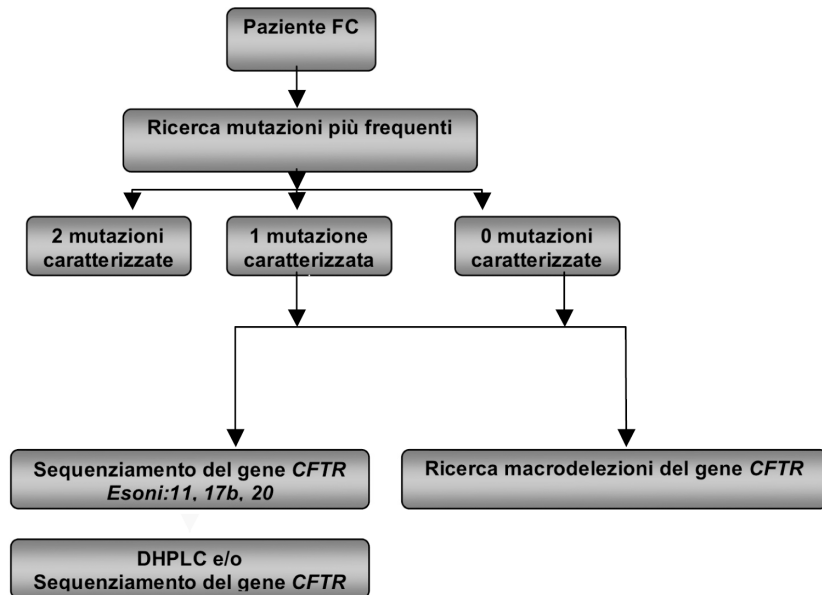 Paziente FC
Ricerca mutazioni più frequenti
2 mutazioni
caratterizzate
1 mutazione
caratterizzata
0 mutazioni
caratterizzate
Sequenziamento del gene CFTR
Esoni:11, 17b, 20
Ricerca macrodelezioni del gene CFTR
DHPLC e/o
Sequenziamento del gene CFTR